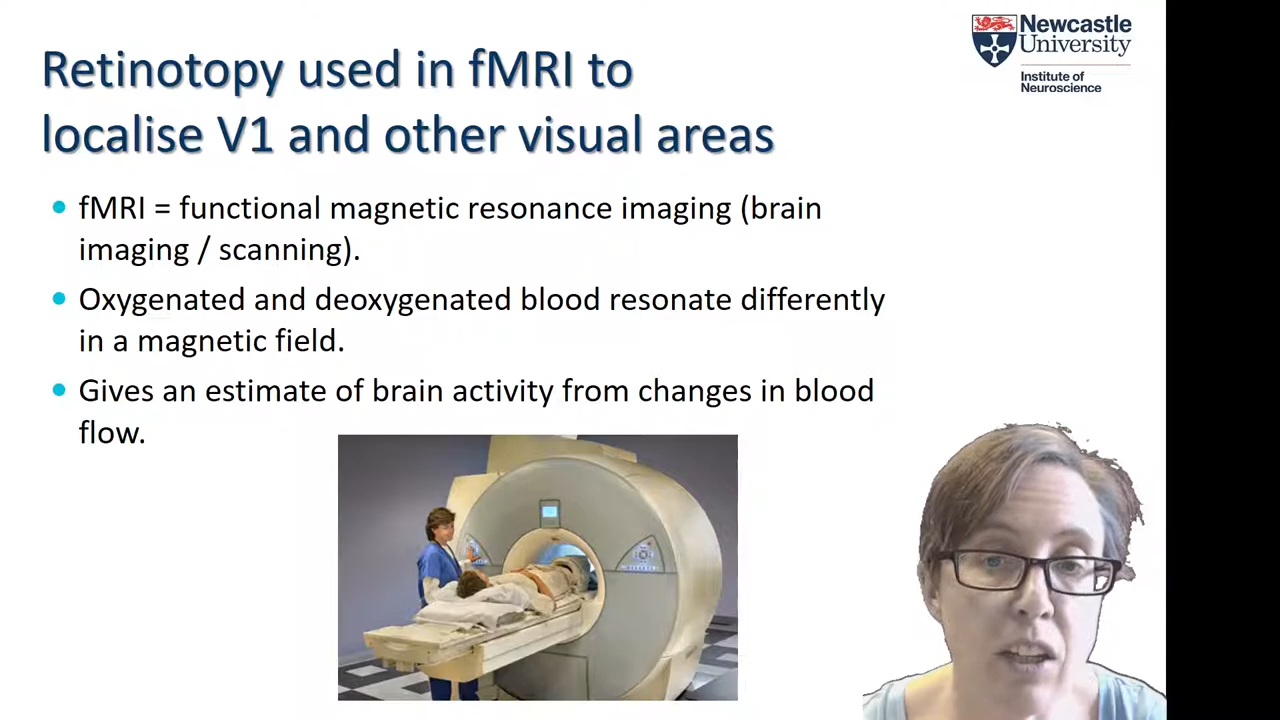 Retinotopy used in fMRI to
localise V1 and other visual areas
Newcastle
University
Institute of
Neuroscience
• fMRI = functional magnetic resonance imaging (brain
imaging / scanning).
• Oxygenated and deoxygenated blood resonate differently
in a magnetic field.
• Gives an estimate of brain activity from changes in blood
flow.